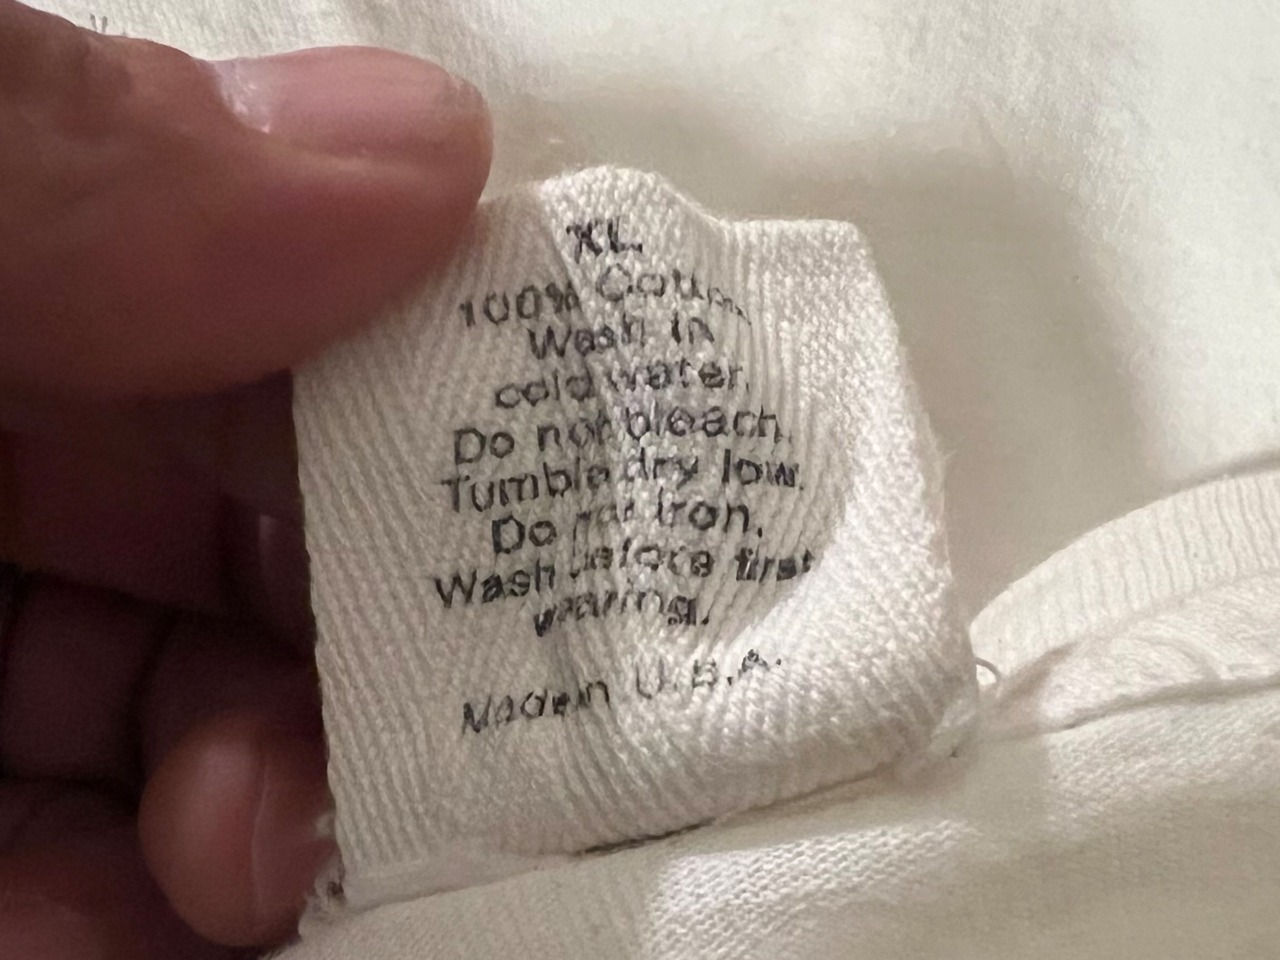 XL
100% Cotton
Wash in
cold water.
Do not bleach.
Tumble dry low.
Do not iron.
Wash before first
wearing.
Made in U.S.A.